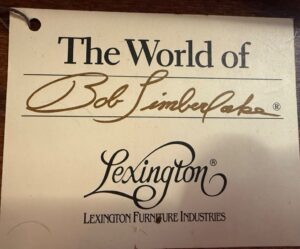 The World of
Bob Timberlake®
Lexington®
LEXINGTON FURNITURE INDUSTRIES